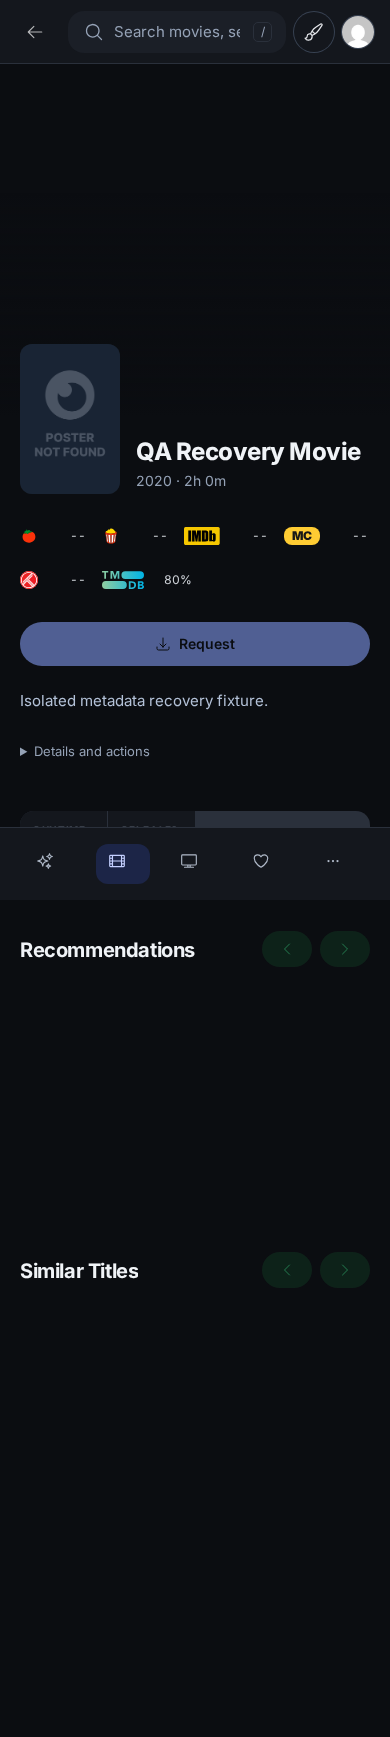 Search movies, se
/
POSTER
NOT FOUND
QA Recovery Movie
2020 · 2h 0m
--
--
IMDb
--
MC
--
--
TM
DB
80%
Request
Isolated metadata recovery fixture.
Details and actions
Recommendations
Similar Titles